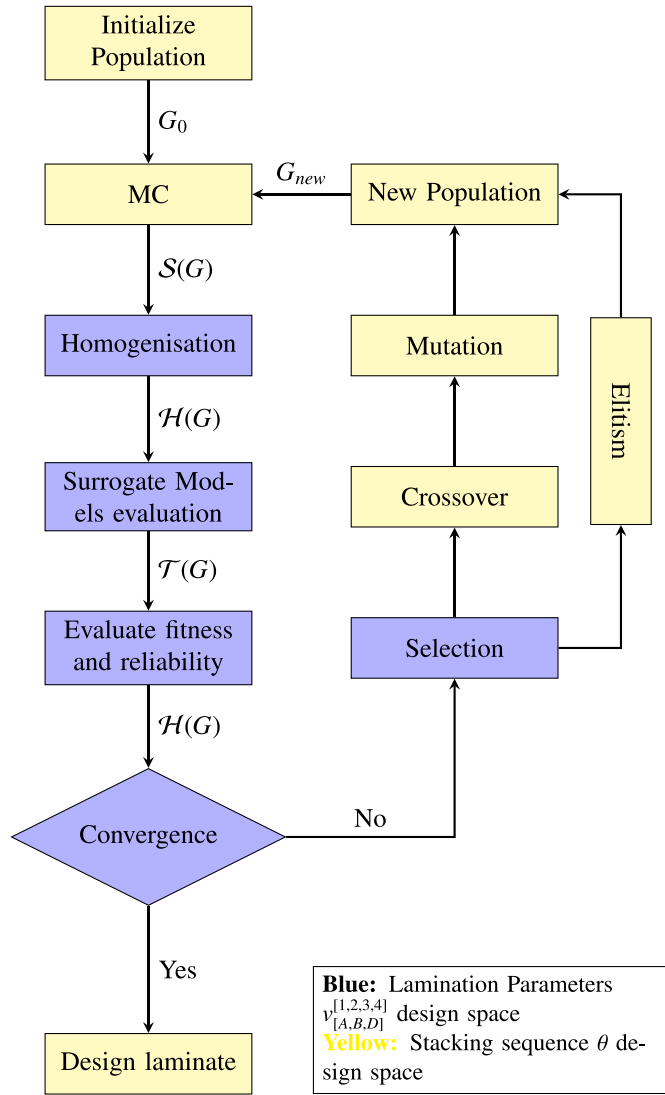 Initialize
Population
G₀
MC
G_new
New Population
𝒮(G)
Homogenisation
Mutation
Elitism
ℋ(G)
Surrogate Mod-
els evaluation
Crossover
𝒯(G)
Evaluate fitness
and reliability
Selection
ℋ(G)
Convergence
No
Yes
Design laminate
Blue: Lamination Parameters
ν_{[A,B,D]}^{[1,2,3,4]} design space
Yellow: Stacking sequence θ de-
sign space